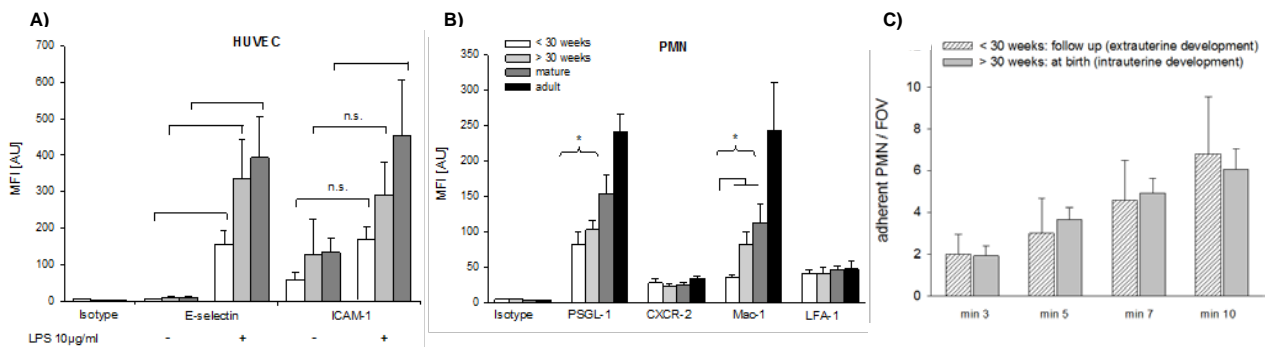 A)
HUVEC
700
600
500
400
300
200
100
0
MFI [AU]
n.s.
n.s.
Isotype
E-selectin
ICAM-1
LPS 10µg/ml
-
+
-
+
B)
PMN
< 30 weeks
> 30 weeks
mature
adult
350
300
250
200
150
100
50
0
MFI [AU]
*
*
Isotype
PSGL-1
CXCR-2
Mac-1
LFA-1
C)
< 30 weeks: follow up (extrauterine development)
> 30 weeks: at birth (intrauterine development)
10
8
6
4
2
0
adherent PMN / FOV
min 3
min 5
min 7
min 10